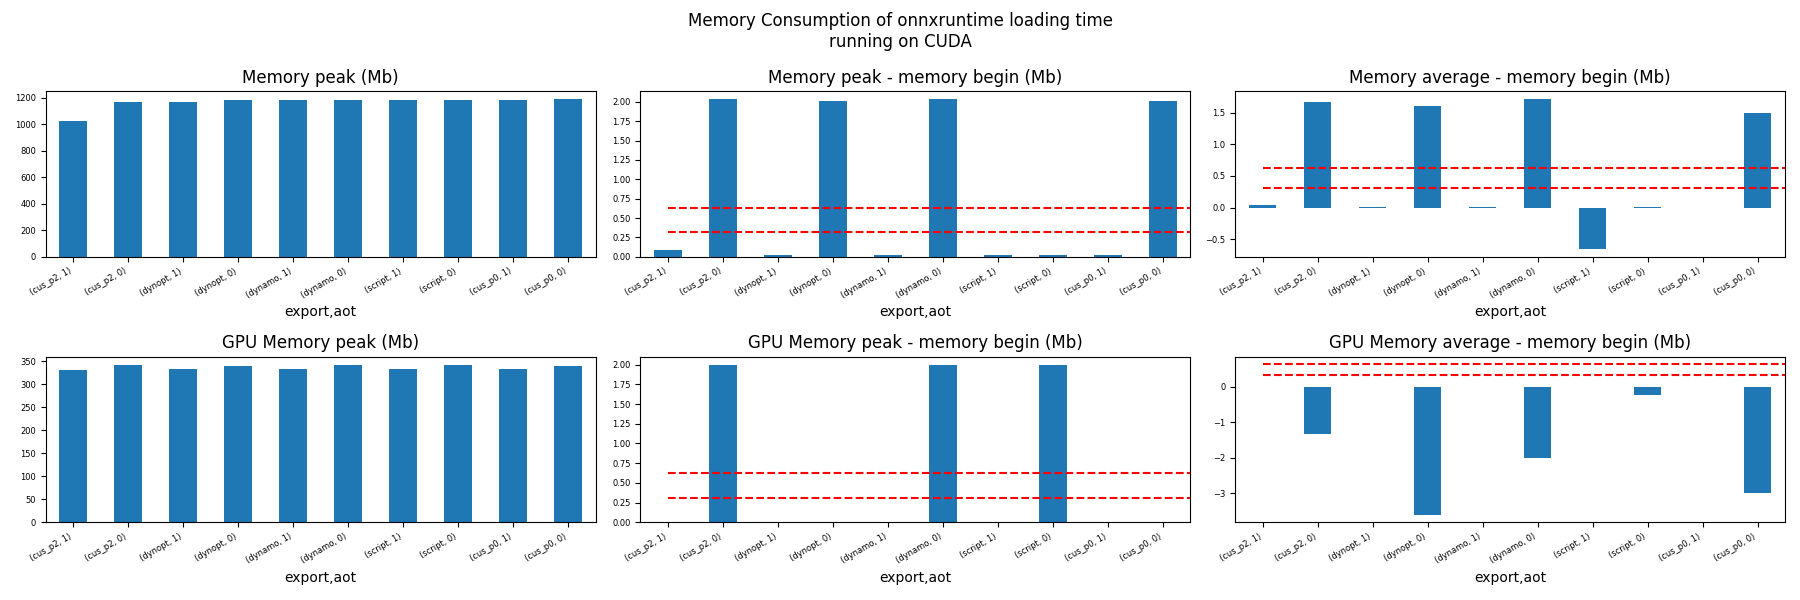 Memory Consumption of onnxruntime loading time
running on CUDA
Memory peak (Mb)
1200
1000
800
600
400
200
0
(cus_p2, 1)
(cus_p2, 0)
(dynopt, 1)
(dynopt, 0)
(dynamo, 1)
(dynamo, 0)
(script, 1)
(script, 0)
(cus_p0, 1)
(cus_p0, 0)
export,aot
Memory peak - memory begin (Mb)
2.00
1.75
1.50
1.25
1.00
0.75
0.50
0.25
0.00
(cus_p2, 1)
(cus_p2, 0)
(dynopt, 1)
(dynopt, 0)
(dynamo, 1)
(dynamo, 0)
(script, 1)
(script, 0)
(cus_p0, 1)
(cus_p0, 0)
export,aot
Memory average - memory begin (Mb)
1.5
1.0
0.5
0.0
−0.5
(cus_p2, 1)
(cus_p2, 0)
(dynopt, 1)
(dynopt, 0)
(dynamo, 1)
(dynamo, 0)
(script, 1)
(script, 0)
(cus_p0, 1)
(cus_p0, 0)
export,aot
GPU Memory peak (Mb)
350
300
250
200
150
100
50
0
(cus_p2, 1)
(cus_p2, 0)
(dynopt, 1)
(dynopt, 0)
(dynamo, 1)
(dynamo, 0)
(script, 1)
(script, 0)
(cus_p0, 1)
(cus_p0, 0)
export,aot
GPU Memory peak - memory begin (Mb)
2.00
1.75
1.50
1.25
1.00
0.75
0.50
0.25
0.00
(cus_p2, 1)
(cus_p2, 0)
(dynopt, 1)
(dynopt, 0)
(dynamo, 1)
(dynamo, 0)
(script, 1)
(script, 0)
(cus_p0, 1)
(cus_p0, 0)
export,aot
GPU Memory average - memory begin (Mb)
0
−1
−2
−3
(cus_p2, 1)
(cus_p2, 0)
(dynopt, 1)
(dynopt, 0)
(dynamo, 1)
(dynamo, 0)
(script, 1)
(script, 0)
(cus_p0, 1)
(cus_p0, 0)
export,aot